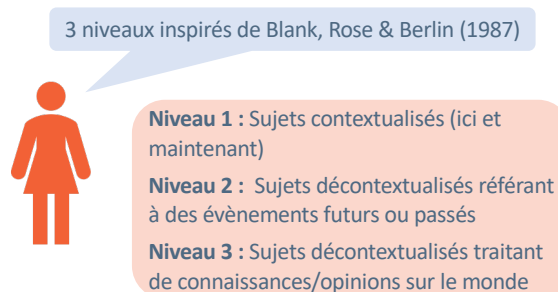 3 niveaux inspirés de Blank, Rose & Berlin (1987)
Niveau 1 : Sujets contextualisés (ici et
maintenant)
Niveau 2 : Sujets décontextualisés référant
à des évènements futurs ou passés
Niveau 3 : Sujets décontextualisés traitant
de connaissances/opinions sur le monde